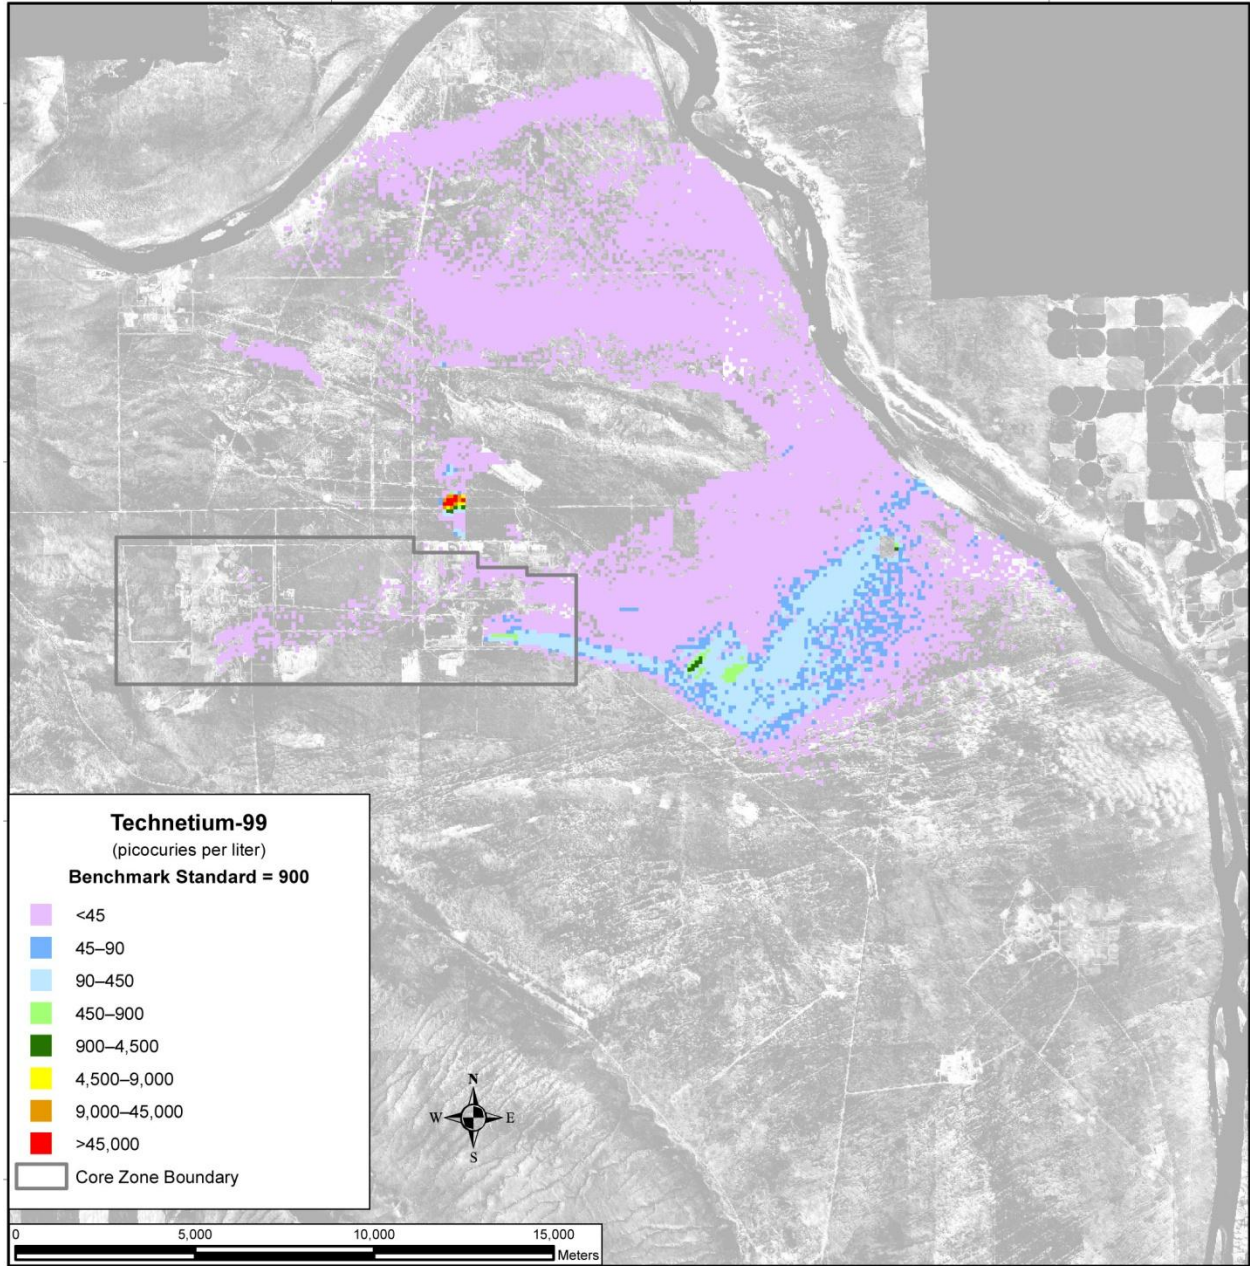 Technetium-99
(picocuries per liter)
Benchmark Standard = 900
<45
45–90
90–450
450–900
900–4,500
4,500–9,000
9,000–45,000
>45,000
Core Zone Boundary
N
W E
S
0 5,000 10,000 15,000
Meters